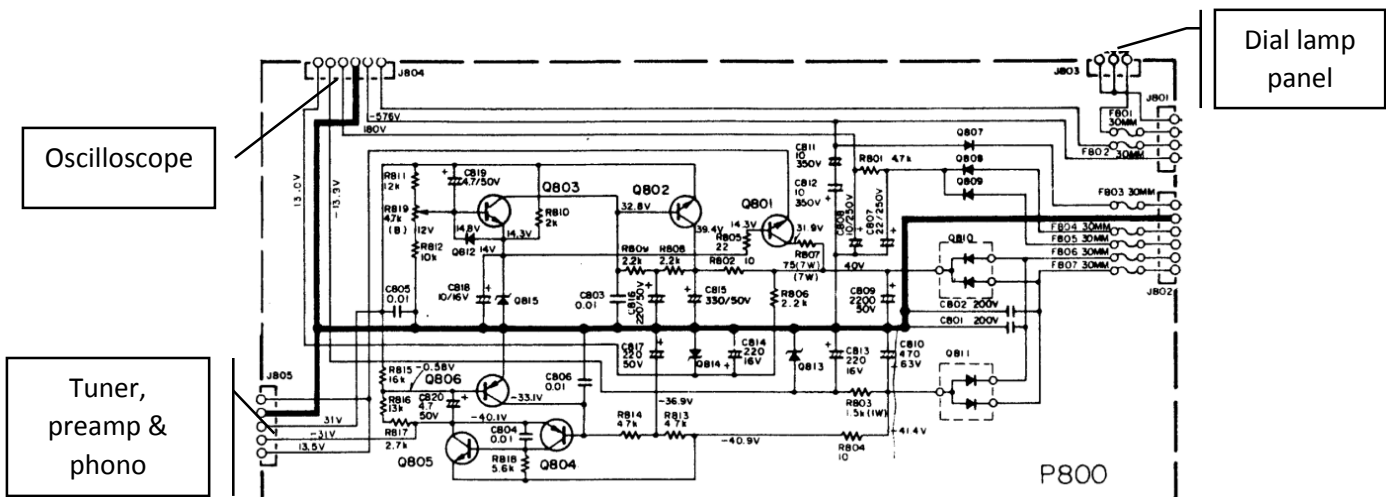 Dial lamp
panel
J804
J803
J801
Oscilloscope
-576V
180V
F801
30MM
F802
30MM
13.0V
-13.3V
R811
12k
C819
4.7/50V
Q803
Q802
Q801
C811
10
350V
C812
10
350V
R801
4.7k
Q807
Q808
Q809
F803 30MM
F804 30MM
F805 30MM
F806 30MM
F807 30MM
J802
R819
47k
(B)
12V
R812
10k
14.8V
14V
14.3V
Q812
R810
2k
32.8V
39.4V
14.3V
R805
22
31.9V
R807
75(7W)
(7W)
C808
10/250V
C807
22/250V
40V
Q810
R809
2.2k
R808
2.2k
R802
10
C805
0.01
C818
10/16V
Q815
C803
0.01
C816
220/50V
C815
330/50V
R806
2.2k
C809
2200
50V
C802 200V
C801 200V
C817
220
50V
Q814
C814
220
16V
Q813
C813
220
16V
C810
470
63V
Q811
J805
Tuner,
preamp &
phono
31V
-31V
13.5V
R815
16k
-0.58V
Q806
R816
13k
C820
4.7
50V
-33.1V
C806
0.01
-36.9V
R803
1.5k(1W)
R817
2.7k
-40.1V
C804
0.01
R814
47k
R813
4.7k
-40.9V
R804
10
-41.4V
Q805
R818
5.6k
Q804
P800